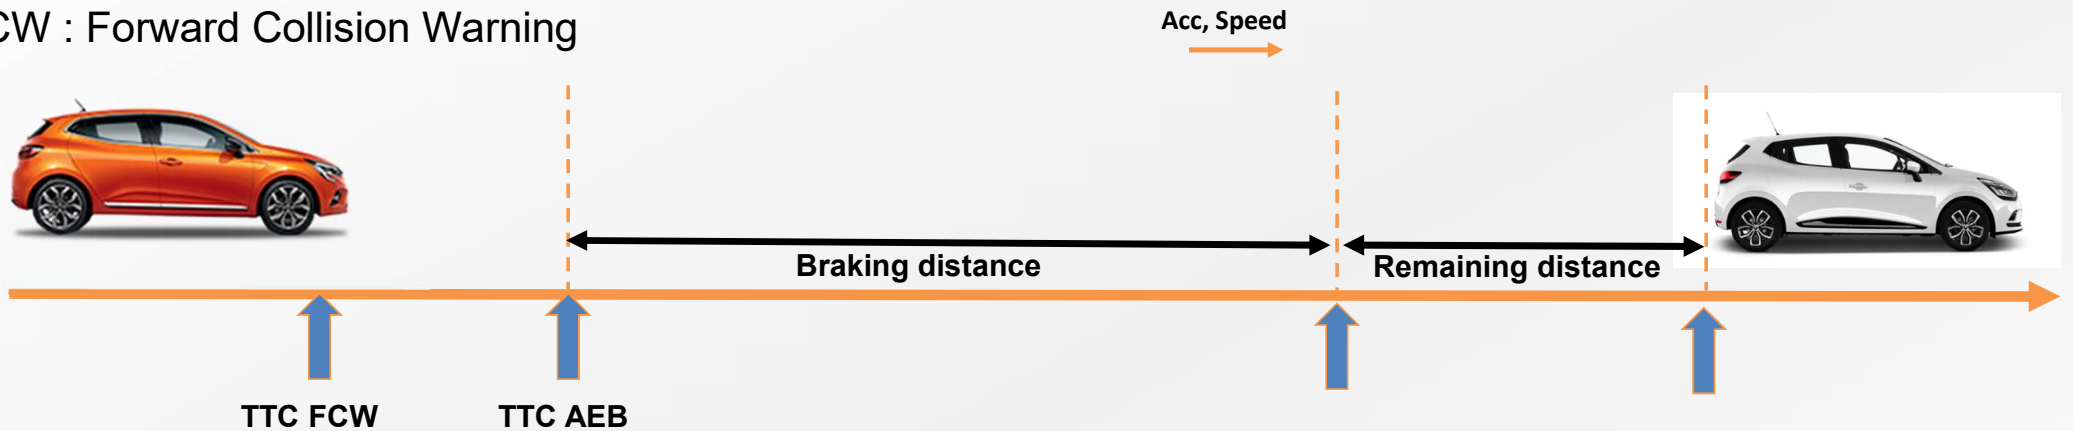 CW : Forward Collision Warning
Acc, Speed
Braking distance
Remaining distance
TTC FCW
TTC AEB